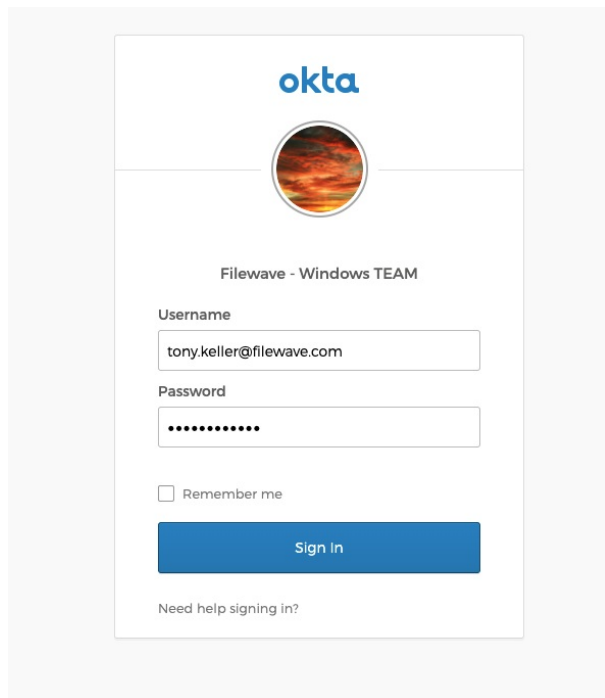 okta
Filewave - Windows TEAM
Username
tony.keller@filewave.com
Password
••••••••••••
Remember me
Sign In
Need help signing in?